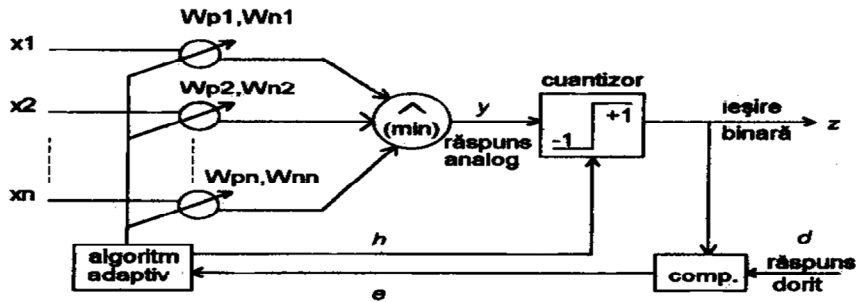 Wp1,Wn1
x1
Wp2,Wn2
x2
cuantizor
^
(min)
y
răspuns
analog
-1
+1
ieşire
binară
z
Wpn,Wnn
xn
algoritm
adaptiv
h
e
comp.
d
răspuns
dorit